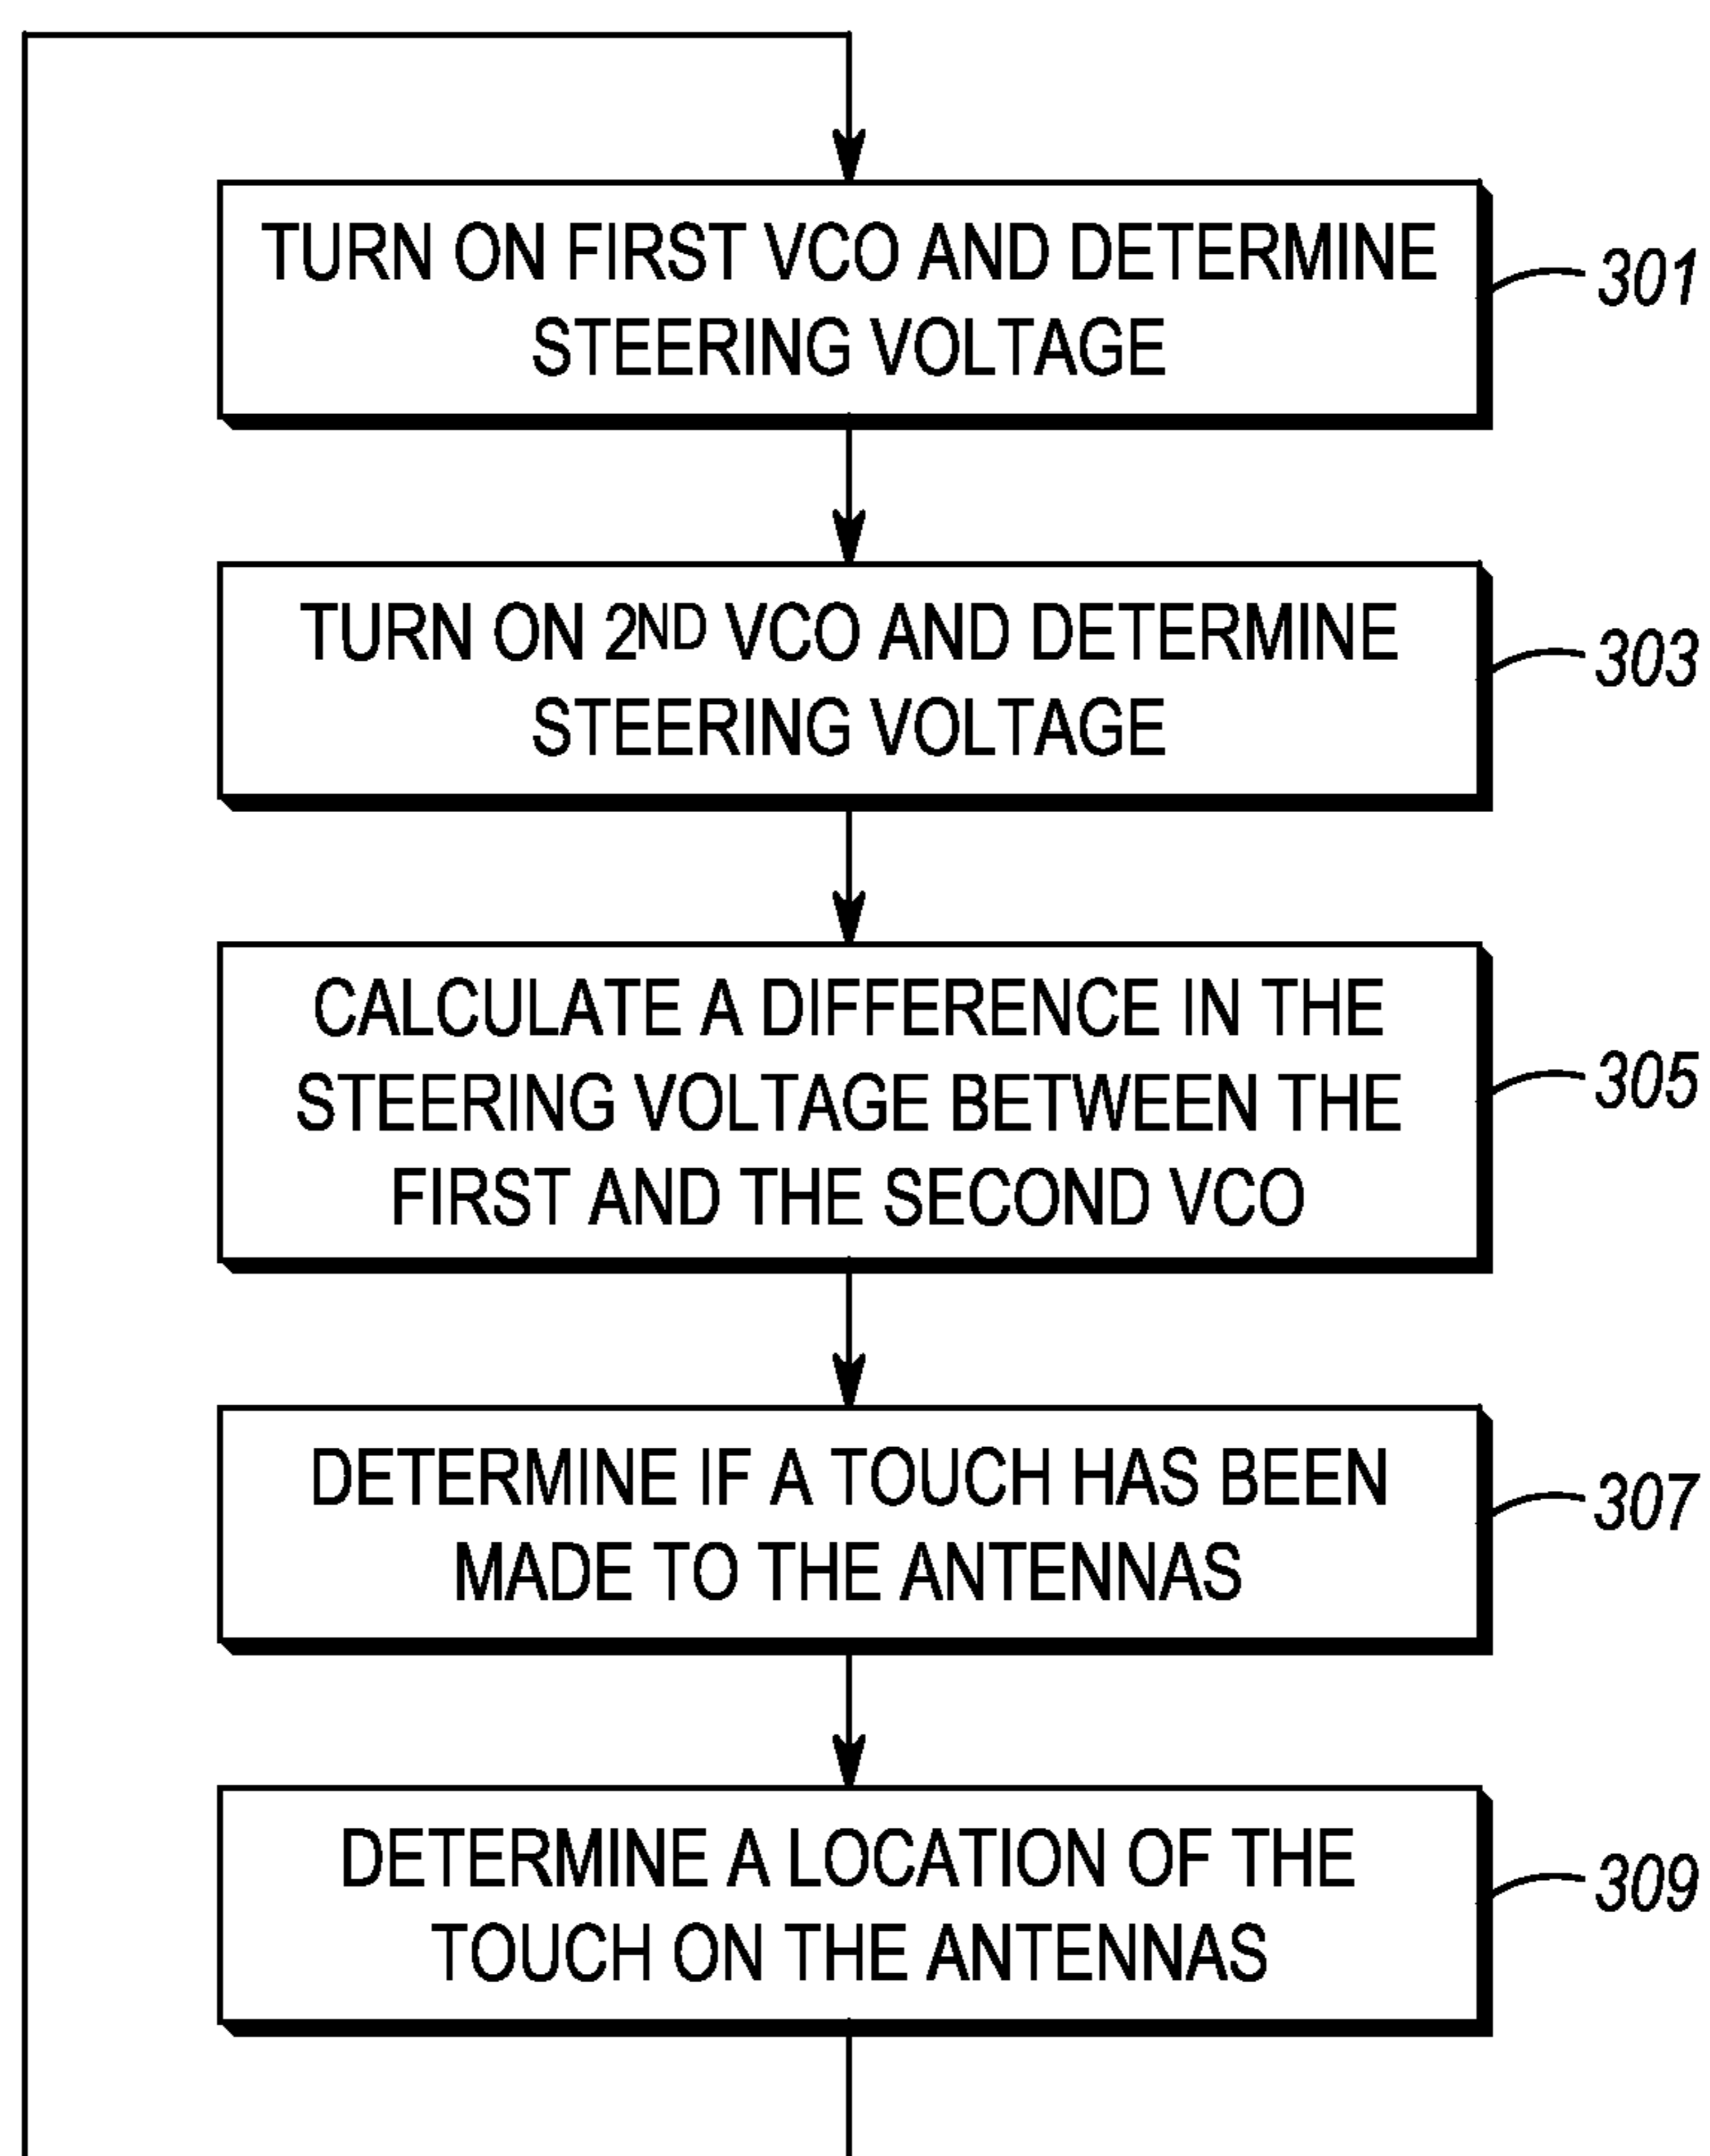 TURN ON FIRST VCO AND DETERMINE
STEERING VOLTAGE
301
TURN ON 2ND VCO AND DETERMINE
STEERING VOLTAGE
303
CALCULATE A DIFFERENCE IN THE
STEERING VOLTAGE BETWEEN THE
FIRST AND THE SECOND VCO
305
DETERMINE IF A TOUCH HAS BEEN
MADE TO THE ANTENNAS
307
DETERMINE A LOCATION OF THE
TOUCH ON THE ANTENNAS
309